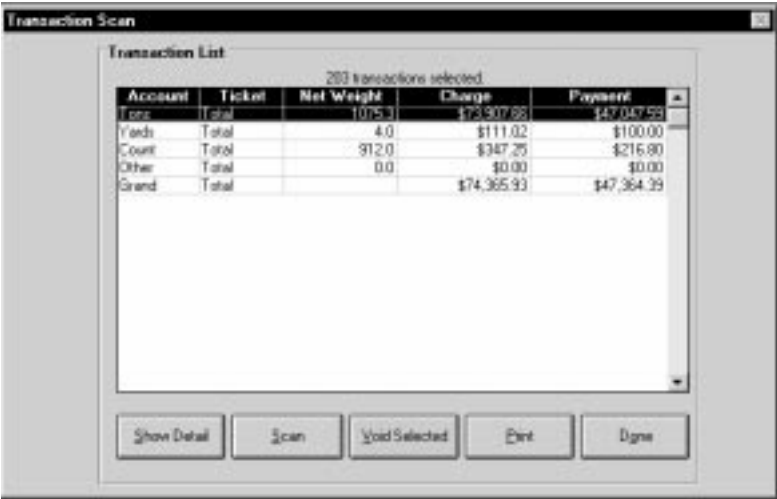 Transaction Scan
Transaction List
203 transactions selected.
Account Ticket Net Weight Charge Payment
Tons Total 1075.3 $73,907.66 $47,047.59
Yards Total 4.0 $111.02 $100.00
Count Total 912.0 $347.25 $216.80
Other Total 0.0 $0.00 $0.00
Grand Total $74,365.93 $47,364.39
Show Detail Scan Void Selected Print Done